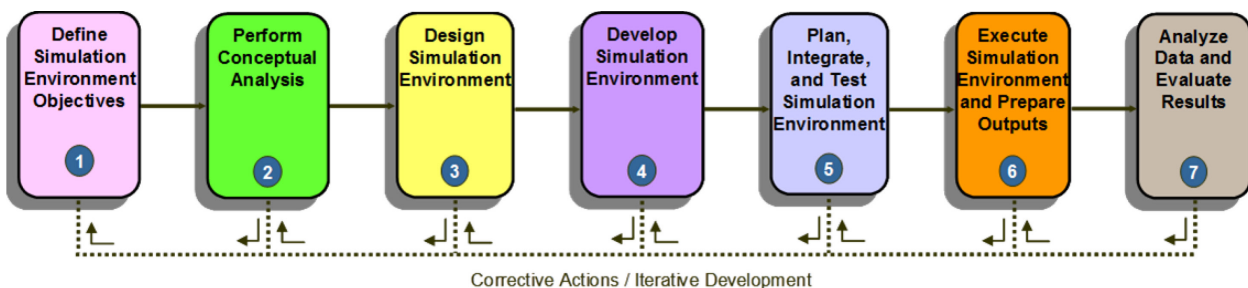 Define
Simulation
Environment
Objectives
1
Perform
Conceptual
Analysis
2
Design
Simulation
Environment
3
Develop
Simulation
Environment
4
Plan,
Integrate,
and Test
Simulation
Environment
5
Execute
Simulation
Environment
and Prepare
Outputs
6
Analyze
Data and
Evaluate
Results
7
Corrective Actions / Iterative Development